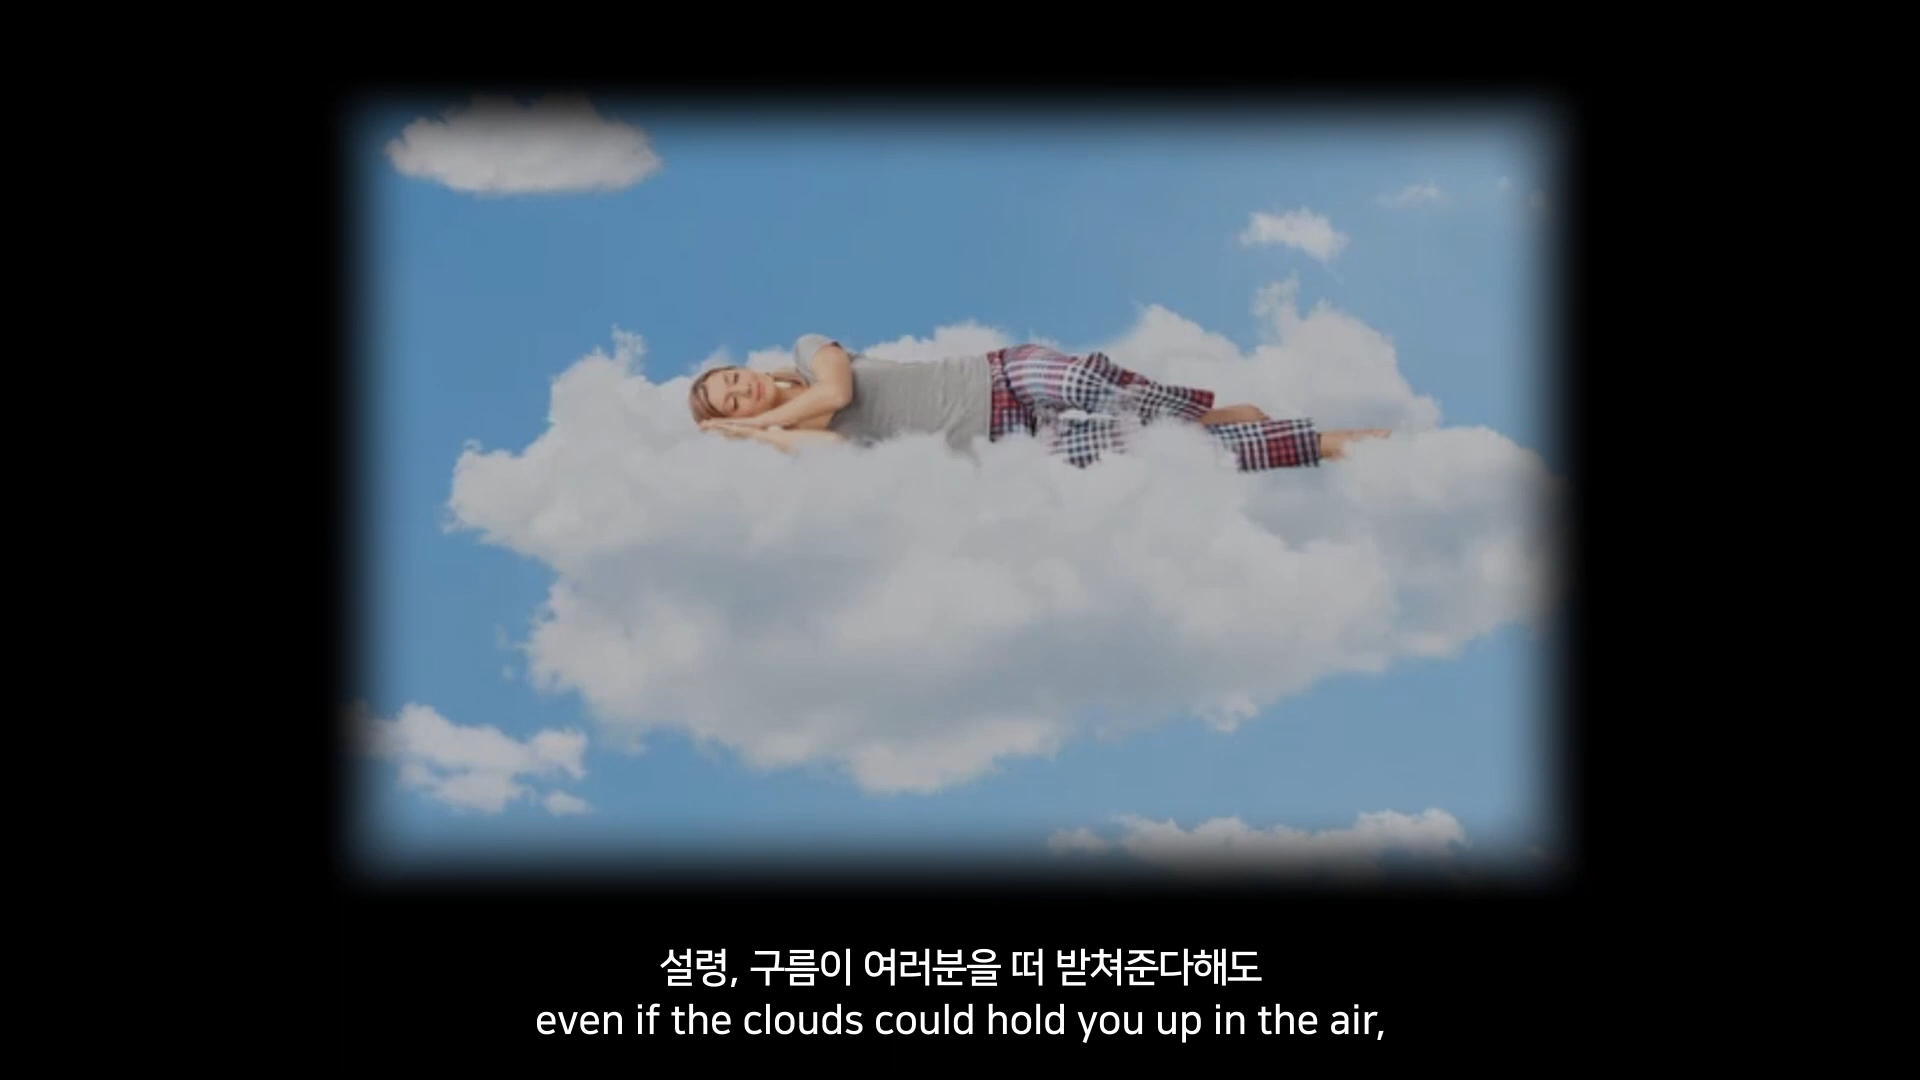 설령, 구름이 여러분을 떠 받쳐준다해도
even if the clouds could hold you up in the air,